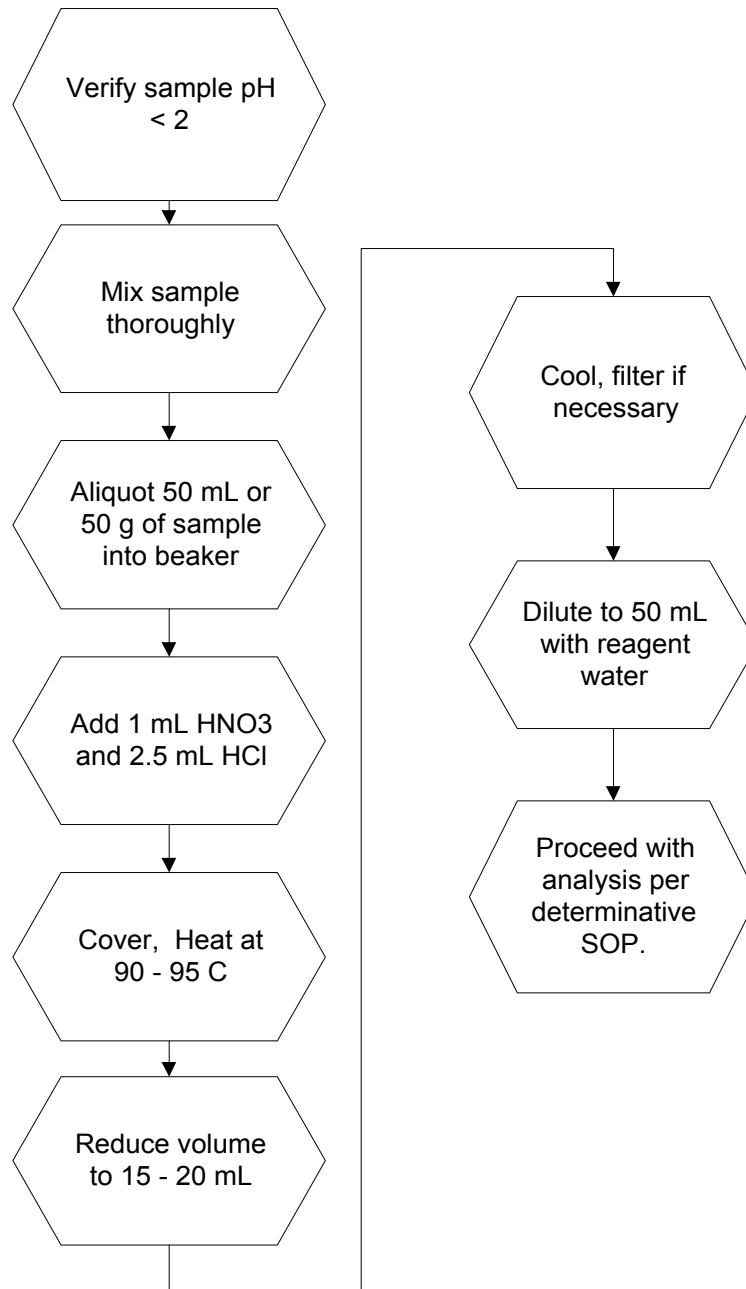 Verify sample pH
< 2
Mix sample
thoroughly
Aliquot 50 mL or
50 g of sample
into beaker
Add 1 mL HNO3
and 2.5 mL HCl
Cover,  Heat at
90 - 95 C
Reduce volume
to 15 - 20 mL
Cool, filter if
necessary
Dilute to 50 mL
with reagent
water
Proceed with
analysis per
determinative
SOP.